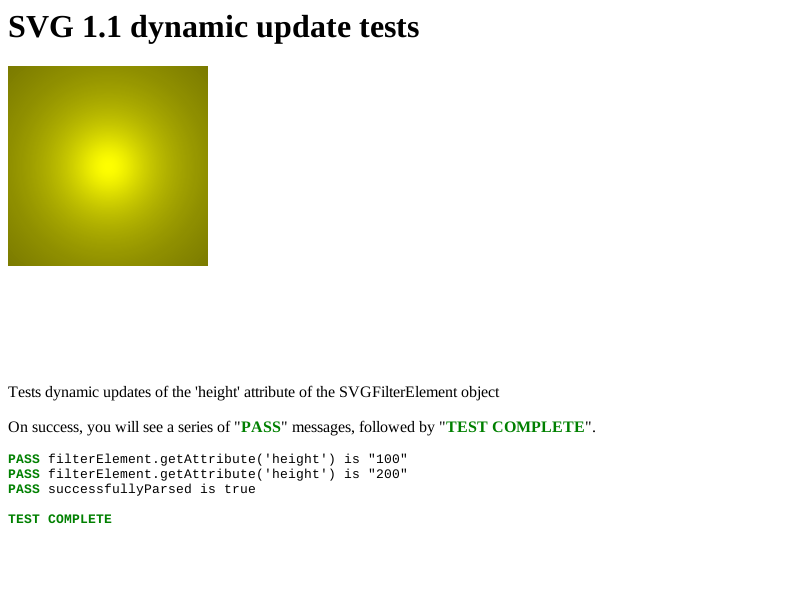 SVG 1.1 dynamic update tests
Tests dynamic updates of the 'height' attribute of the SVGFilterElement object
On success, you will see a series of "PASS" messages, followed by "TEST COMPLETE".
PASS filterElement.getAttribute('height') is "100"
PASS filterElement.getAttribute('height') is "200"
PASS successfullyParsed is true
TEST COMPLETE